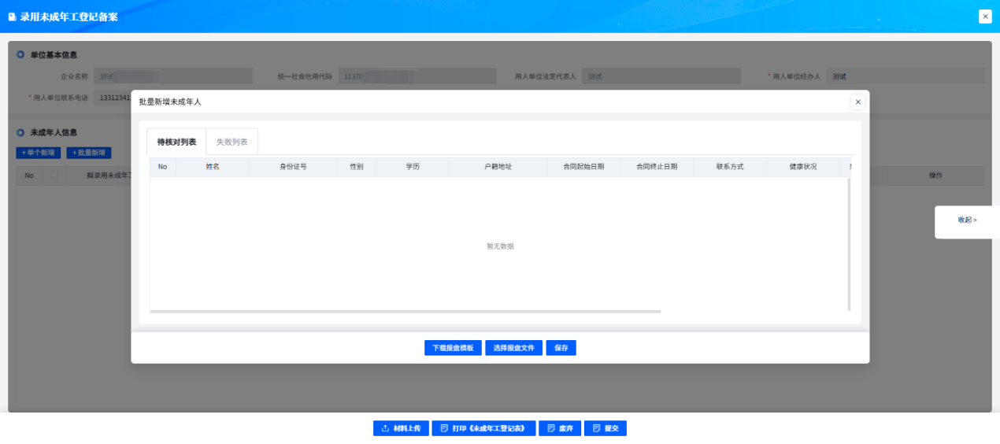 录用未成年工登记备案
单位基本信息
企业名称 测试 统一社会信用代码 1137C 用人单位法定代表人 测试 * 用人单位经办人 测试
* 用人单位联系电话 13312341
批量新增未成年人
未成年人信息
待核对列表 失败列表
+ 单个新增 + 批量新增
No 姓名 身份证号 性别 学历 户籍地址 合同起始日期 合同终止日期 联系方式 健康状况
No 拟录用未成年工 操作
收起 >
暂无数据
下载报盘模板 选择报盘文件 保存
材料上传 打印《未成年工登记表》 废弃 提交